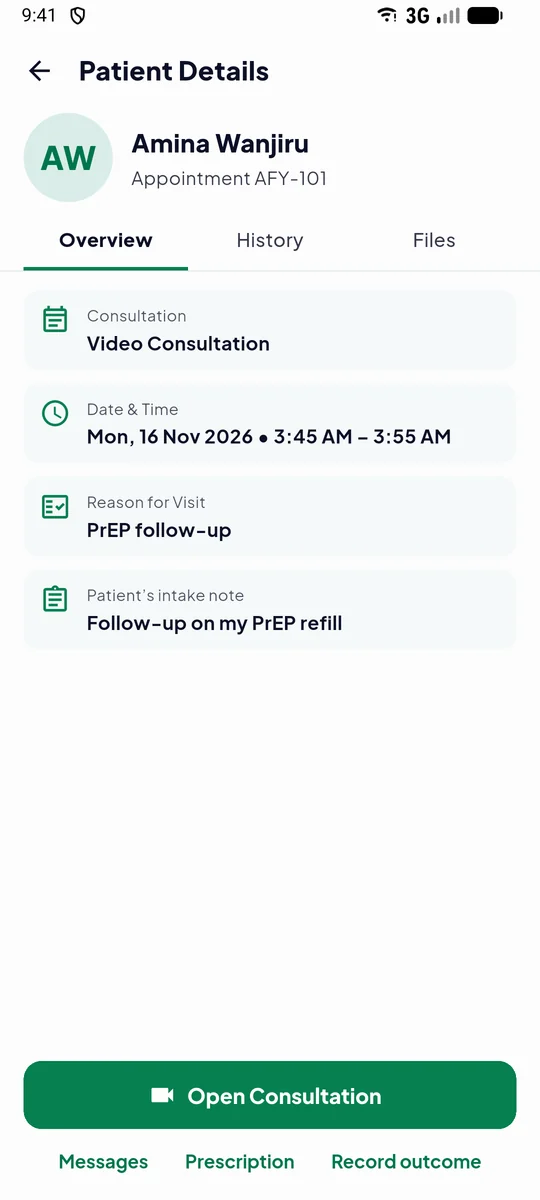 9:41
3G
Patient Details
AW
Amina Wanjiru
Appointment AFY-101
Overview
History
Files
Consultation
Video Consultation
Date & Time
Mon, 16 Nov 2026 • 3:45 AM – 3:55 AM
Reason for Visit
PrEP follow-up
Patient’s intake note
Follow-up on my PrEP refill
Open Consultation
Messages
Prescription
Record outcome